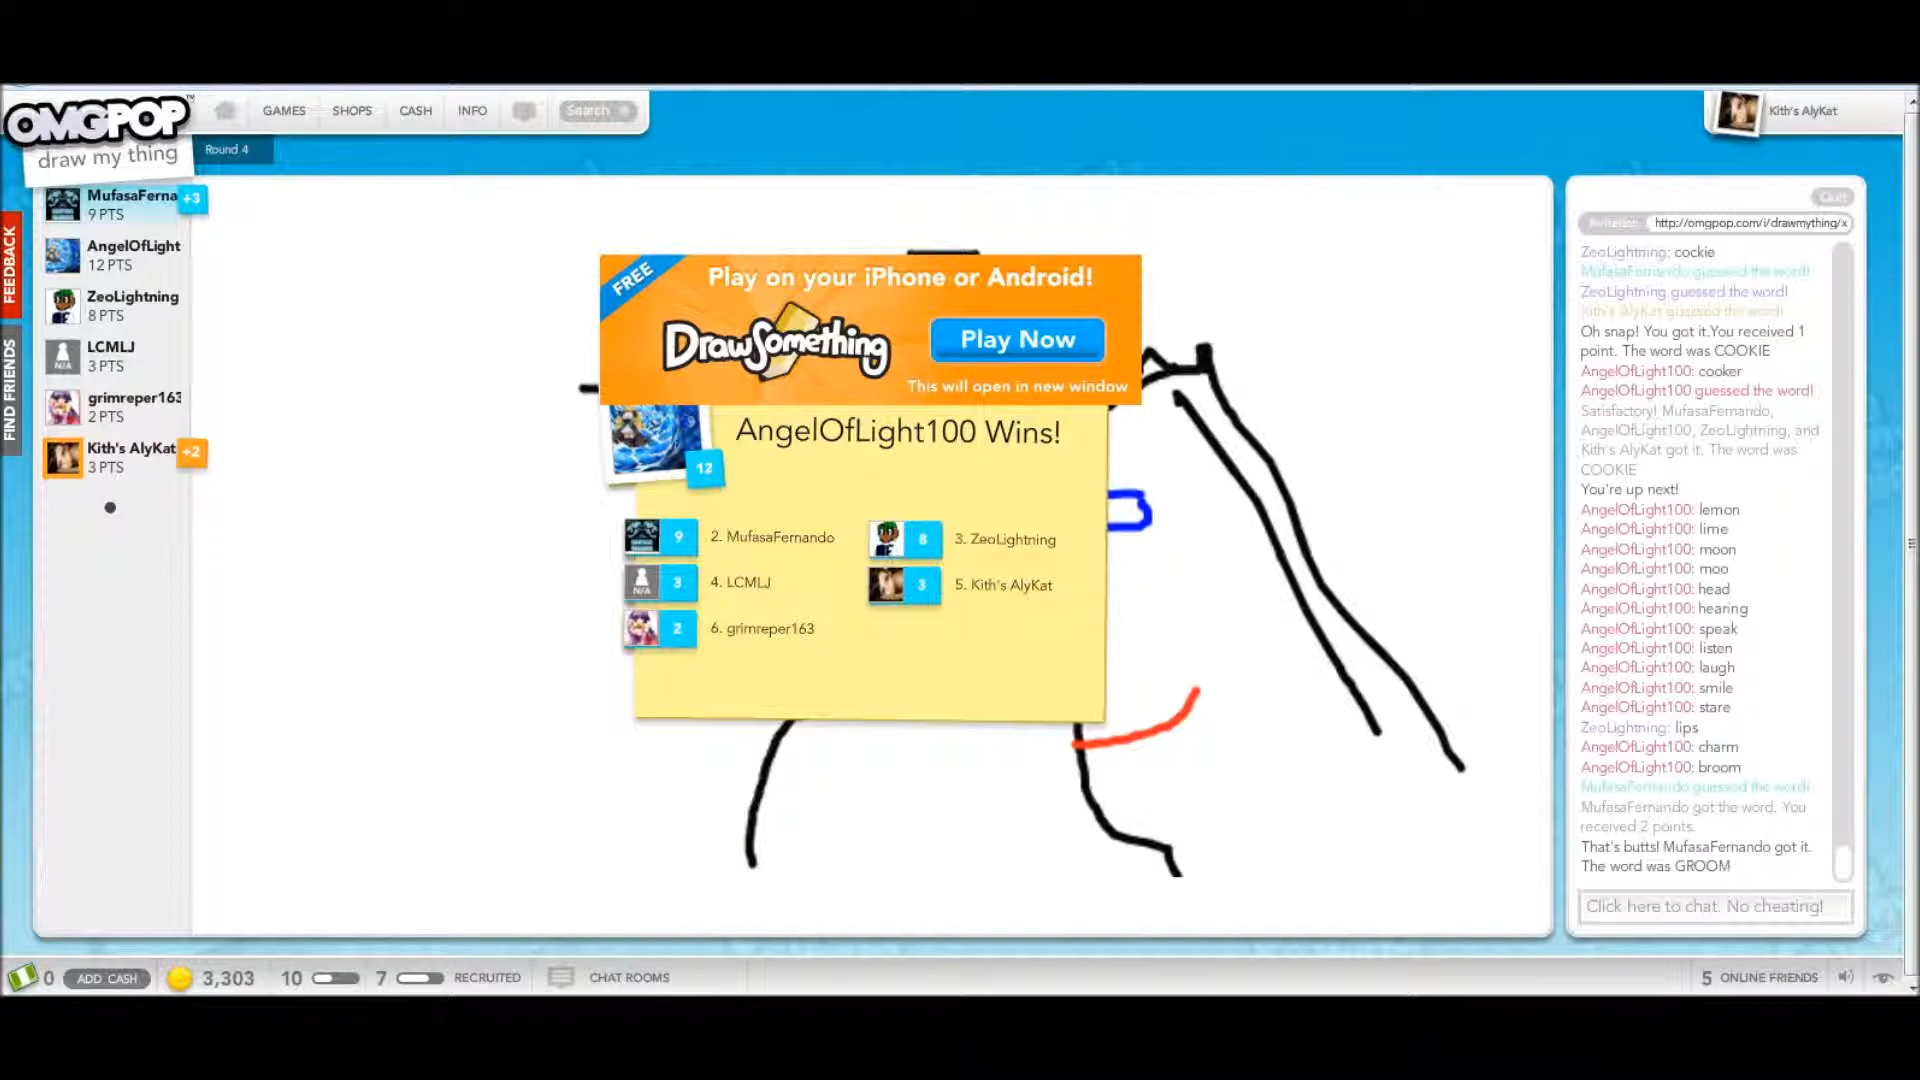 OMGPOP
draw my thing
GAMES
SHOPS
CASH
INFO
Search
Kith's AlyKat
Round 4
FEEDBACK
FIND FRIENDS
MufasaFerna
9 PTS
+3
AngelOfLight
12 PTS
ZeoLightning
8 PTS
N/A
LCMLJ
3 PTS
grimreper163
2 PTS
Kith's AlyKat
3 PTS
+2
FREE
Play on your iPhone or Android!
DrawSomething
Play Now
This will open in new window
AngelOfLight100 Wins!
12
9
2. MufasaFernando
8
3. ZeoLightning
N/A
3
4. LCMLJ
3
5. Kith's AlyKat
2
6. grimreper163
Quit
Invitation
http://omgpop.com/i/drawmything/x
ZeoLightning: cockie
MufasaFernando guessed the word!
ZeoLightning guessed the word!
Kith's AlyKat guessed the word!
Oh snap! You got it.You received 1
point. The word was COOKIE
AngelOfLight100: cooker
AngelOfLight100 guessed the word!
Satisfactory! MufasaFernando,
AngelOfLight100, ZeoLightning, and
Kith's AlyKat got it. The word was
COOKIE
You're up next!
AngelOfLight100: lemon
AngelOfLight100: lime
AngelOfLight100: moon
AngelOfLight100: moo
AngelOfLight100: head
AngelOfLight100: hearing
AngelOfLight100: speak
AngelOfLight100: listen
AngelOfLight100: laugh
AngelOfLight100: smile
AngelOfLight100: stare
ZeoLightning: lips
AngelOfLight100: charm
AngelOfLight100: broom
MufasaFernando guessed the word!
MufasaFernando got the word. You
received 2 points.
That's butts! MufasaFernando got it.
The word was GROOM
Click here to chat. No cheating!
0
ADD CASH
3,303
10
7
RECRUITED
CHAT ROOMS
5 ONLINE FRIENDS